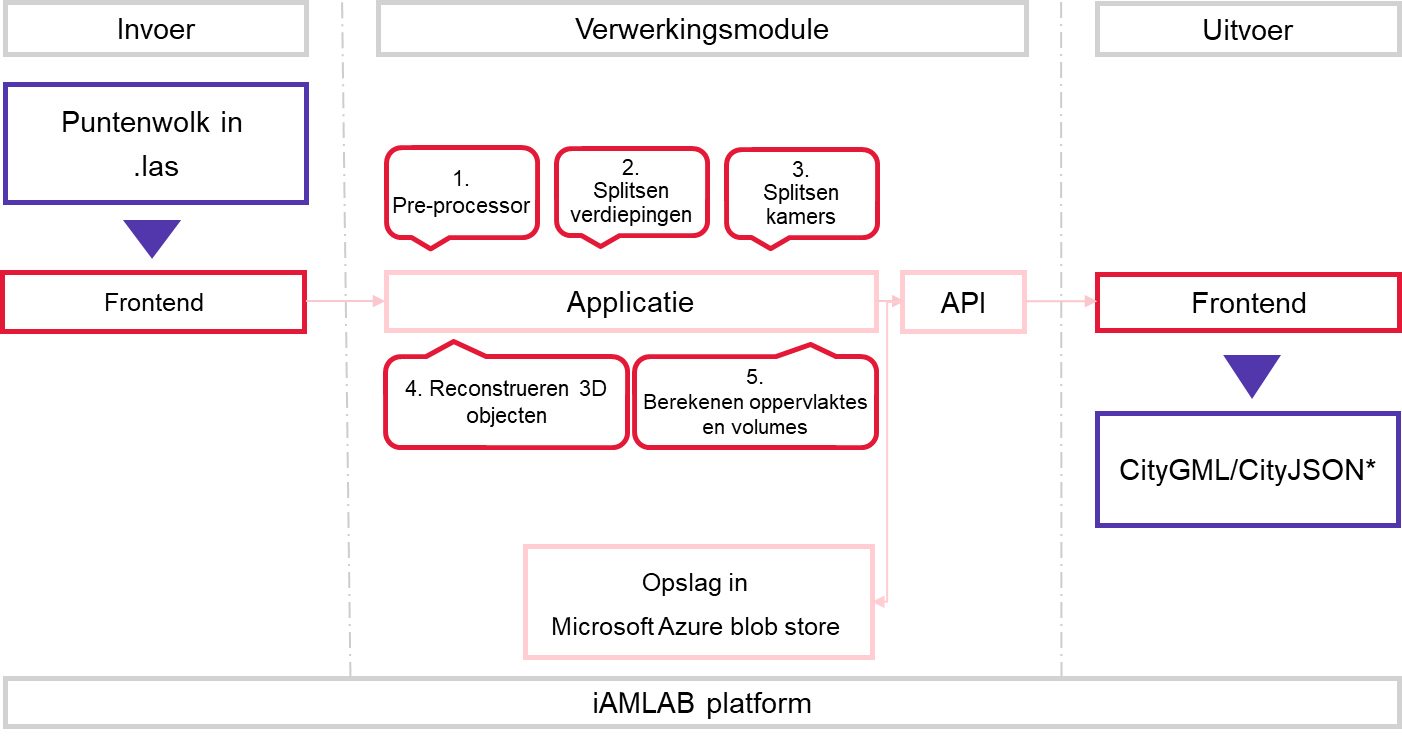 Invoer
Verwerkingsmodule
Uitvoer
Puntenwolk in
.las
1.
Pre-processor
2.
Splitsen
verdiepingen
3.
Splitsen
kamers
Frontend
Applicatie
API
Frontend
4. Reconstrueren 3D
objecten
5.
Berekenen oppervlaktes
en volumes
CityGML/CityJSON*
Opslag in
Microsoft Azure blob store
iAMLAB platform